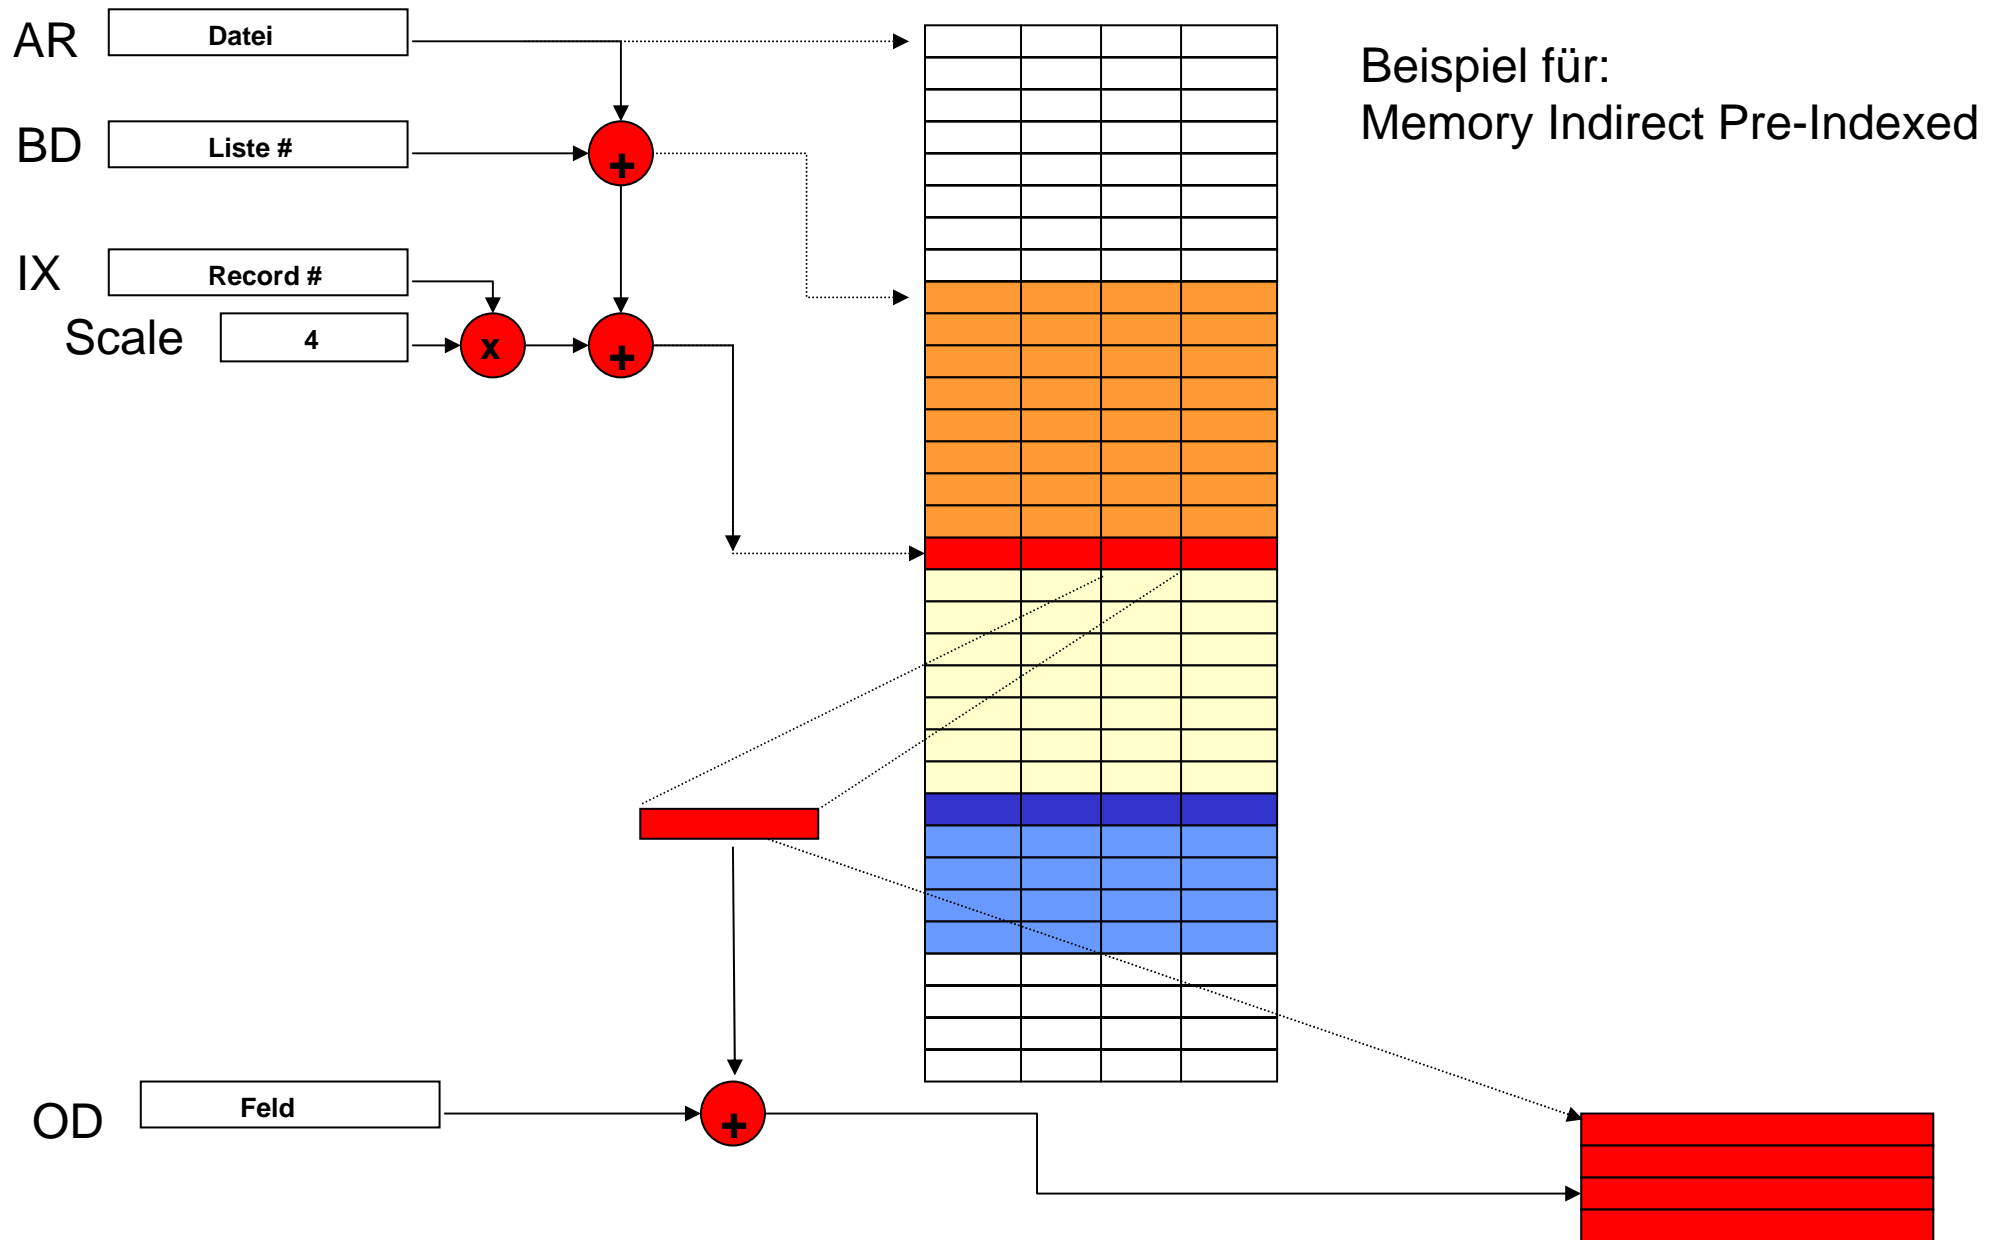 AR Datei
Beispiel für:
Memory Indirect Pre-Indexed
BD Liste #
+
IX Record #
Scale 4
x
+
OD Feld
+